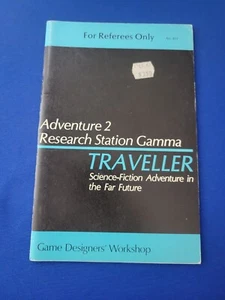 For Referees Only
Adventure 2
Research Station Gamma
TRAVELLER
Science-Fiction Adventure in
the Far Future
Game Designers' Workshop